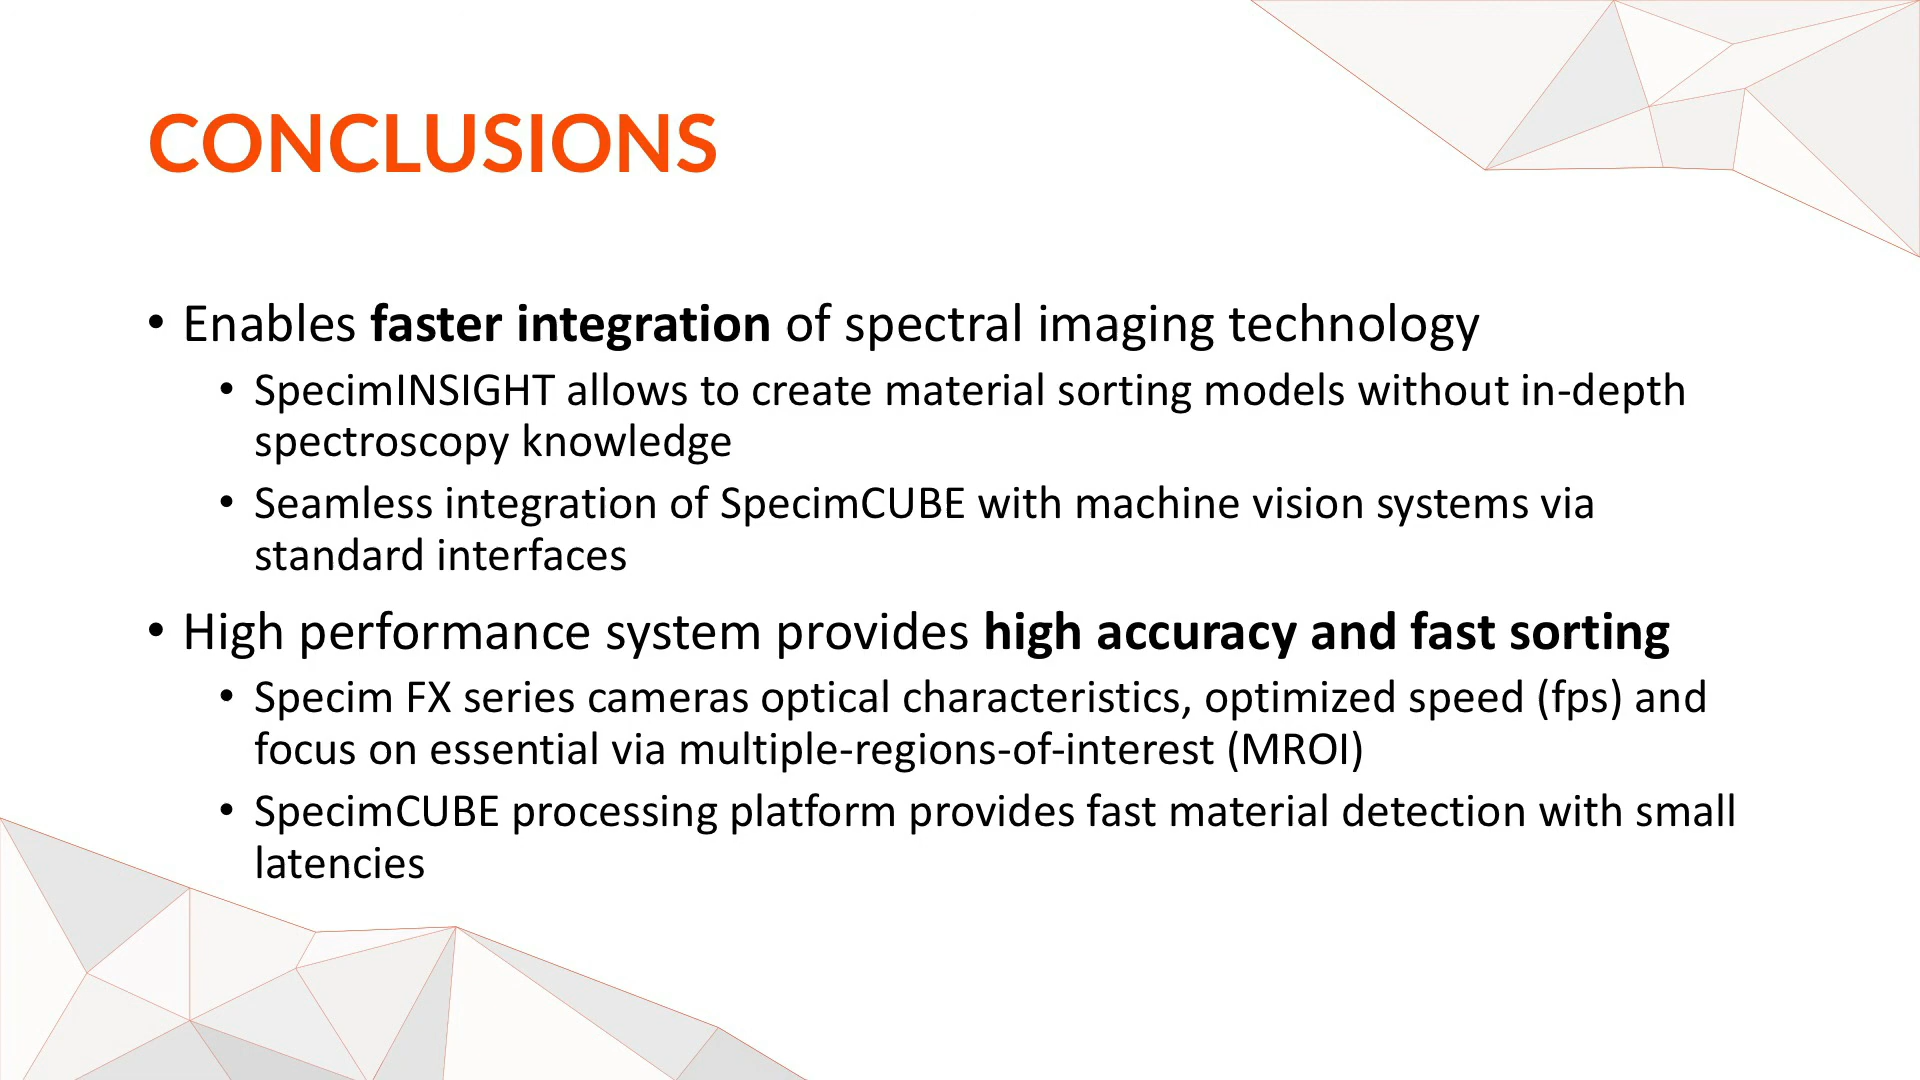 CONCLUSIONS
• Enables faster integration of spectral imaging technology
• SpecimINSIGHT allows to create material sorting models without in-depth
spectroscopy knowledge
• Seamless integration of SpecimCUBE with machine vision systems via
standard interfaces
• High performance system provides high accuracy and fast sorting
• Specim FX series cameras optical characteristics, optimized speed (fps) and
focus on essential via multiple-regions-of-interest (MROI)
• SpecimCUBE processing platform provides fast material detection with small
latencies